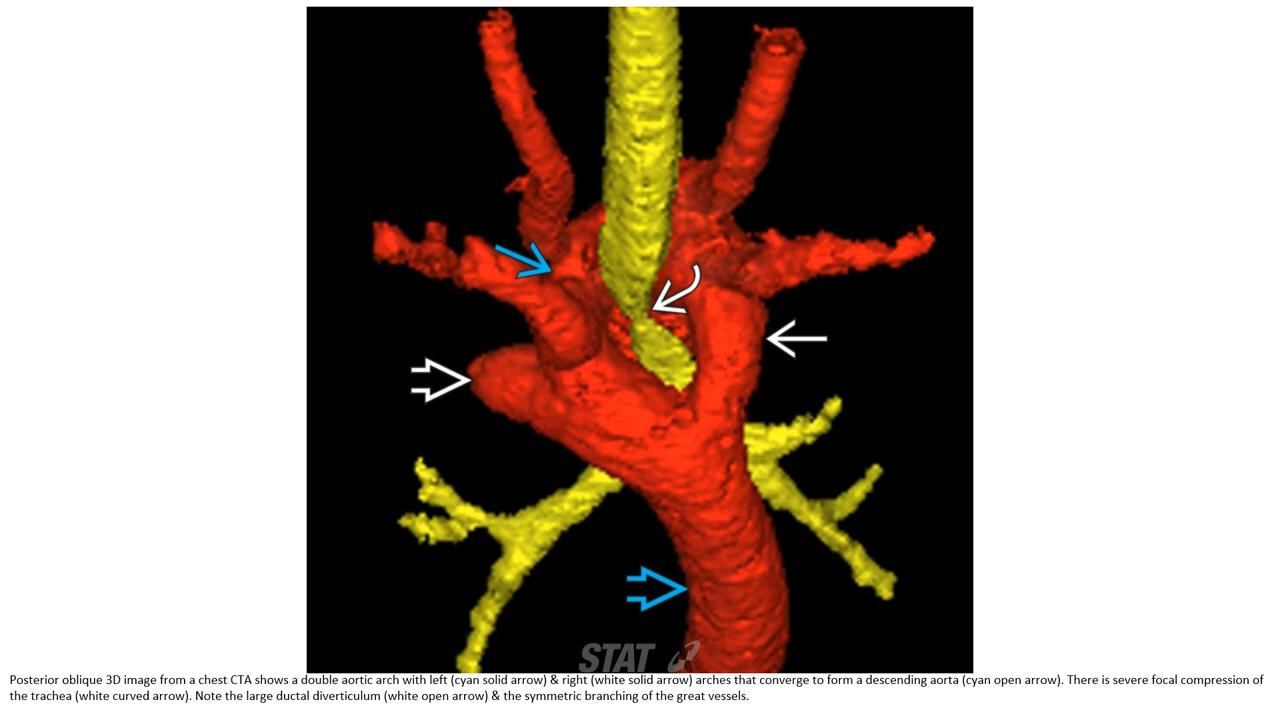 STAT
Posterior oblique 3D image from a chest CTA shows a double aortic arch with left (cyan solid arrow) & right (white solid arrow) arches that converge to form a descending aorta (cyan open arrow). There is severe focal compression of
the trachea (white curved arrow). Note the large ductal diverticulum (white open arrow) & the symmetric branching of the great vessels.